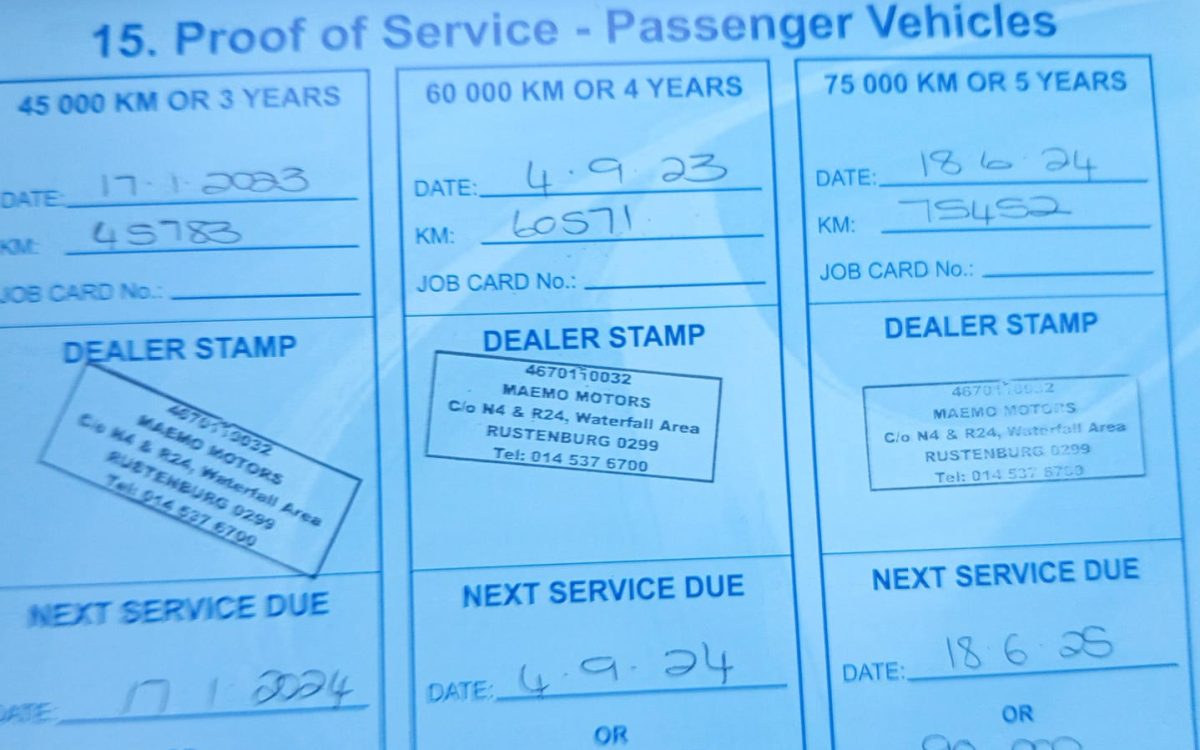 15. Proof of Service - Passenger Vehicles
45 000 KM OR 3 YEARS
DATE: 17.1.2023
KM: 45783
JOB CARD No.:
DEALER STAMP
4670110032
MAEMO MOTORS
C/o N4 & R24, Waterfall Area
RUSTENBURG 0299
Tel: 014 537 6700
NEXT SERVICE DUE
DATE: 17 1. 2024
60 000 KM OR 4 YEARS
DATE: 4.9.23
KM: 60571
JOB CARD No.:
DEALER STAMP
4670110032
MAEMO MOTORS
C/o N4 & R24, Waterfall Area
RUSTENBURG 0299
Tel: 014 537 6700
NEXT SERVICE DUE
DATE: 4.9.24
OR
75 000 KM OR 5 YEARS
DATE: 18 6.24
KM: 75452
JOB CARD No.:
DEALER STAMP
4670110032
MAEMO MOTORS
C/o N4 & R24, Waterfall Area
RUSTENBURG 0299
Tel: 014 537 6700
NEXT SERVICE DUE
DATE: 18.6.25
OR